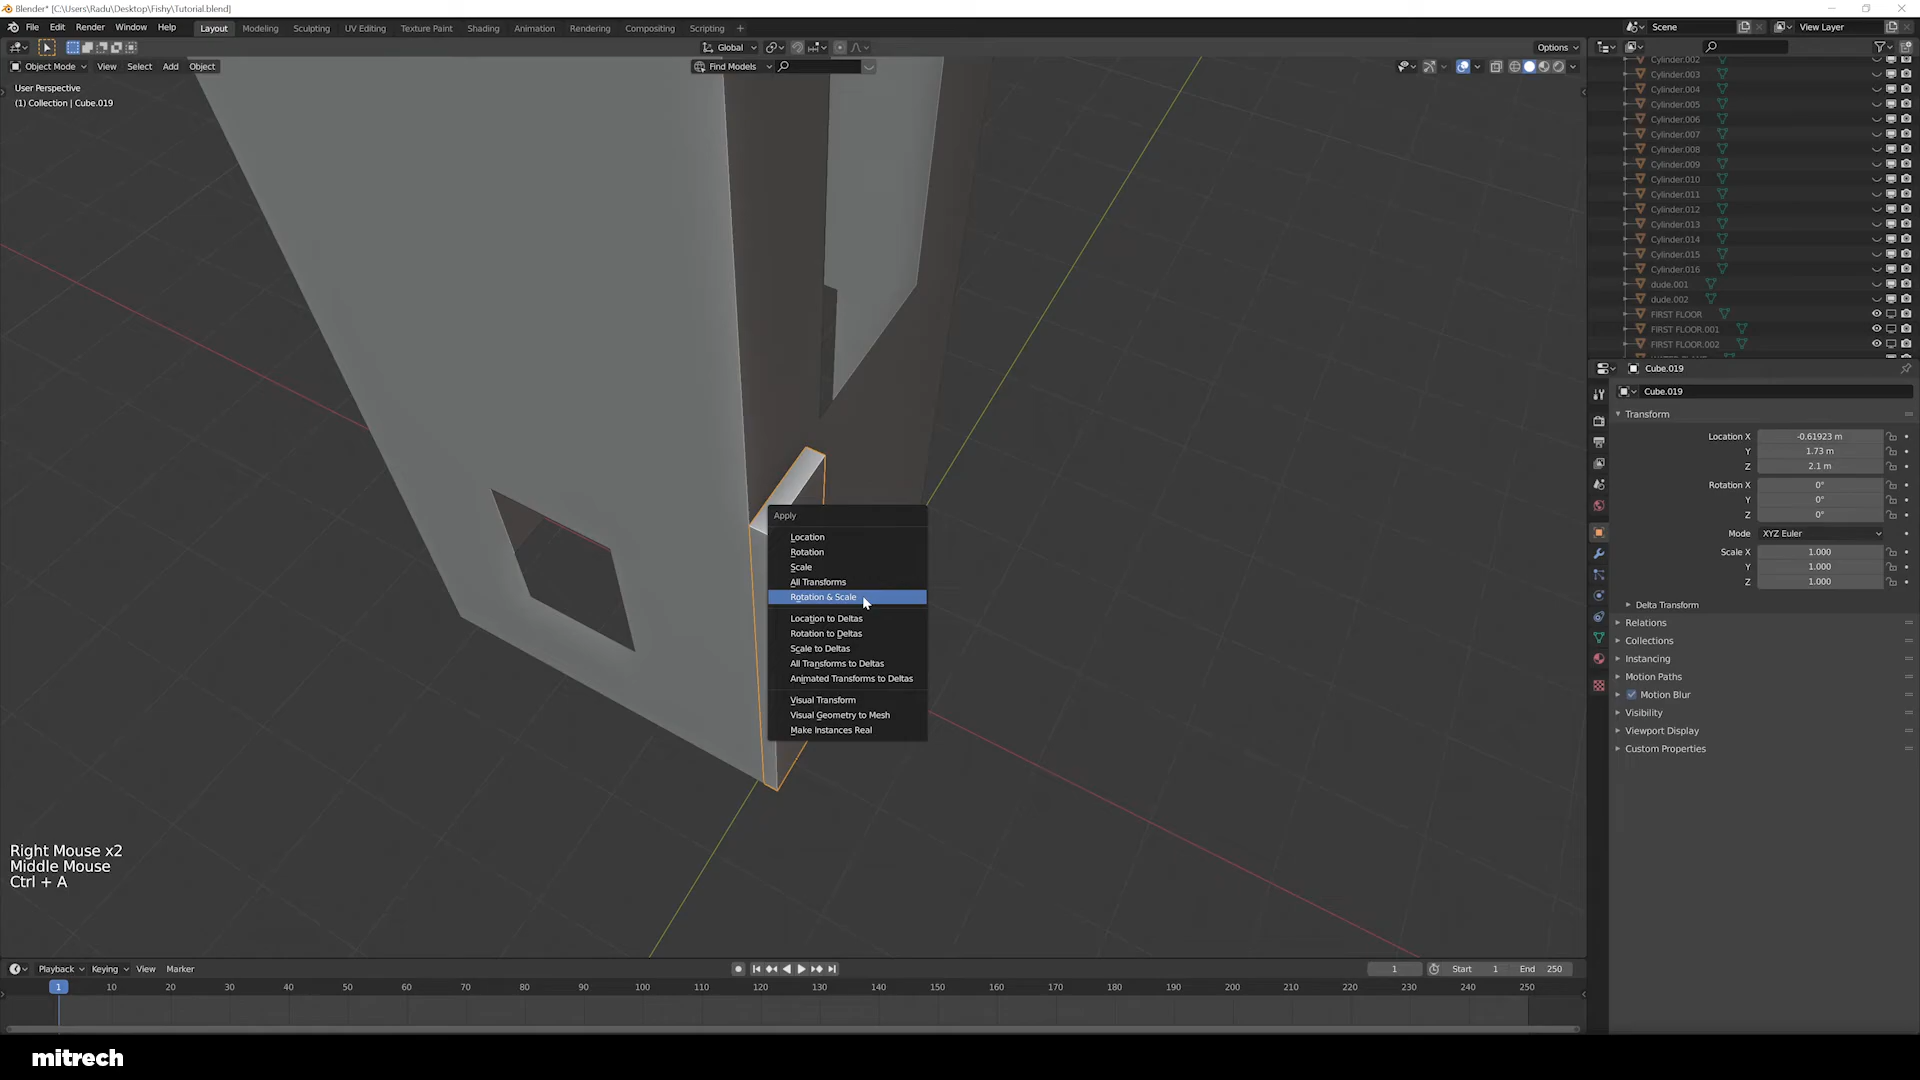 Blender* [C:\Users\Radu\Desktop\Fishy\Tutorial.blend]
File Edit Render Window Help Layout Modeling Sculpting UV Editing Texture Paint Shading Animation Rendering Compositing Scripting + Scene View Layer
Global Options
Object Mode View Select Add Object Find Models
User Perspective
(1) Collection | Cube.019
Cylinder.002
Cylinder.003
Cylinder.004
Cylinder.005
Cylinder.006
Cylinder.007
Cylinder.008
Cylinder.009
Cylinder.010
Cylinder.011
Cylinder.012
Cylinder.013
Cylinder.014
Cylinder.015
Cylinder.016
dude.001
dude.002
FIRST FLOOR
FIRST FLOOR.001
FIRST FLOOR.002
Cube.019
Cube.019
Transform
Location X -0.61923 m
Y 1.73 m
Z 2.1 m
Rotation X 0°
Y 0°
Z 0°
Mode XYZ Euler
Scale X 1.000
Y 1.000
Z 1.000
Delta Transform
Relations
Collections
Instancing
Motion Paths
Motion Blur
Visibility
Viewport Display
Custom Properties
Apply
Location
Rotation
Scale
All Transforms
Rotation & Scale
Location to Deltas
Rotation to Deltas
Scale to Deltas
All Transforms to Deltas
Animated Transforms to Deltas
Visual Transform
Visual Geometry to Mesh
Make Instances Real
Right Mouse x2
Middle Mouse
Ctrl + A
Playback Keying View Marker 1 Start 1 End 250
1 10 20 30 40 50 60 70 80 90 100 110 120 130 140 150 160 170 180 190 200 210 220 230 240 250
mitrech